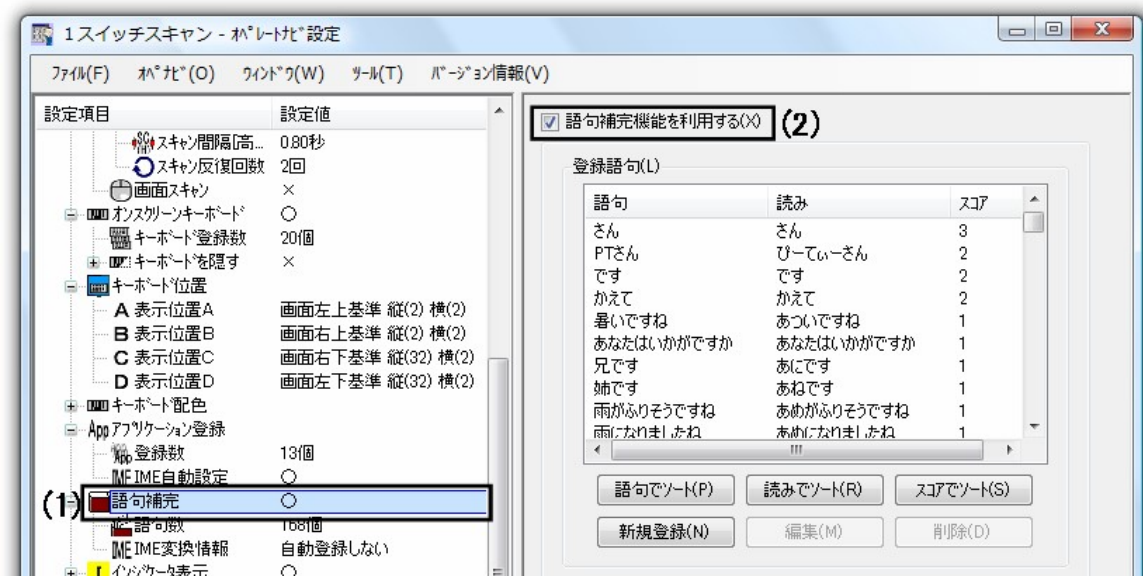 1スイッチスキャン - ｵﾍﾟﾚｰﾄﾅﾋﾞ設定
ﾌｧｲﾙ(F) ｵﾍﾟﾅﾋﾞ(O) ｳｨﾝﾄﾞｳ(W) ﾂｰﾙ(T) ﾊﾞｰｼﾞｮﾝ情報(V)
設定項目 設定値
ｽｷｬﾝ間隔[高... 0.80秒
ｽｷｬﾝ反復回数 2回
画面ｽｷｬﾝ ×
ｵﾝｽｸﾘｰﾝｷｰﾎﾞｰﾄﾞ ○
ｷｰﾎﾞｰﾄﾞ登録数 20個
ｷｰﾎﾞｰﾄﾞを隠す ×
ｷｰﾎﾞｰﾄﾞ位置
A 表示位置A 画面左上基準 縦(2) 横(2)
B 表示位置B 画面右上基準 縦(2) 横(2)
C 表示位置C 画面右下基準 縦(32) 横(2)
D 表示位置D 画面左下基準 縦(32) 横(2)
ｷｰﾎﾞｰﾄﾞ配色
App ｱﾌﾟﾘｹｰｼｮﾝ登録
登録数 13個
IME自動設定 ○
(1) 語句補完 ○
語句数 168個
IME変換情報 自動登録しない
ｲﾝｼﾞｹｰﾀ表示 ○
語句補完機能を利用する(X) (2)
登録語句(L)
語句 読み ｽｺｱ
さん さん 3
PTさん ぴーてぃーさん 2
です です 2
かえて かえて 2
暑いですね あついですね 1
あなたはいかがですか あなたはいかがですか 1
兄です あにです 1
姉です あねです 1
雨がふりそうですね あめがふりそうですね 1
雨になりましたね あめになりましたね 1
語句でｿｰﾄ(P) 読みでｿｰﾄ(R) ｽｺｱでｿｰﾄ(S)
新規登録(N) 編集(M) 削除(D)